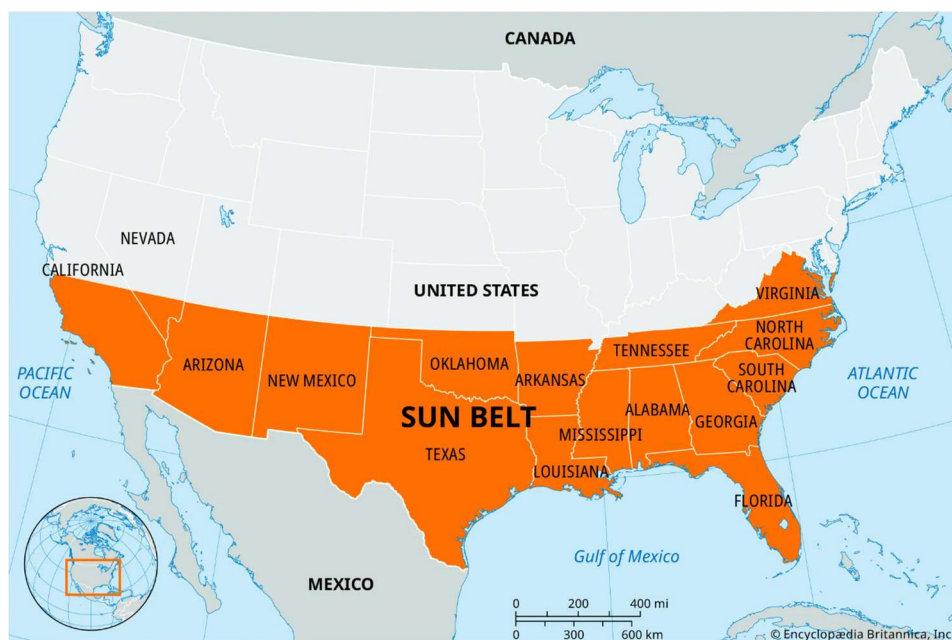 CANADA
NEVADA
CALIFORNIA
UNITED STATES
VIRGINIA
NORTH
CAROLINA
TENNESSEE
OKLAHOMA
ARIZONA
NEW MEXICO
ARKANSAS
SOUTH
CAROLINA
PACIFIC
OCEAN
ATLANTIC
OCEAN
SUN BELT
ALABAMA
GEORGIA
MISSISSIPPI
TEXAS
LOUISIANA
FLORIDA
Gulf of Mexico
MEXICO
0 200 400 mi
0 300 600 km
© Encyclopædia Britannica, Inc.